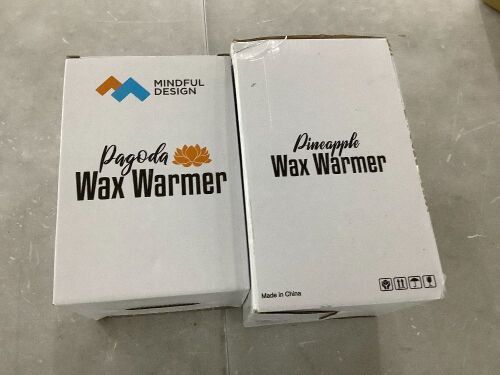 MINDFUL
DESIGN
Pagoda
Wax Warmer
Pineapple
Wax Warmer
Made in China